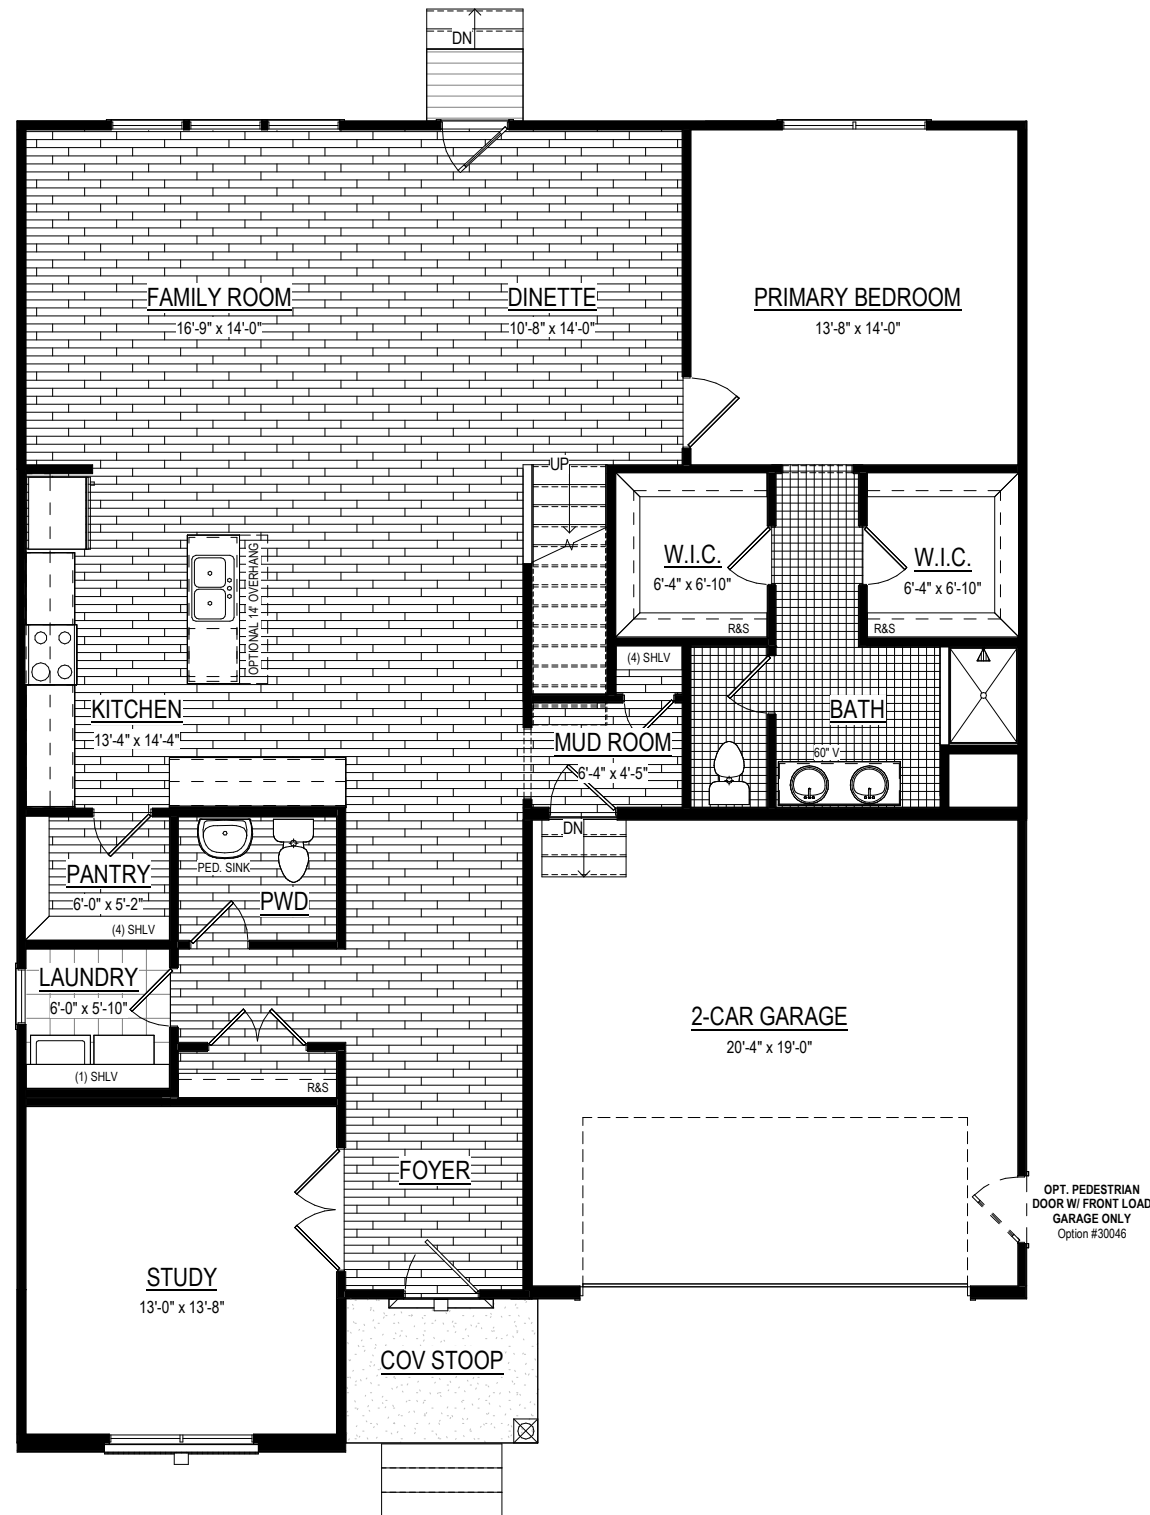 DN
FAMILY ROOM
16'-9" x 14'-0"
DINETTE
10'-8" x 14'-0"
PRIMARY BEDROOM
13'-8" x 14'-0"
UP
W.I.C.
6'-4" x 6'-10"
R&S
W.I.C.
6'-4" x 6'-10"
R&S
OPTIONAL 14" OVERHANG
(4) SHLV
KITCHEN
13'-4" x 14'-4"
MUD ROOM
6'-4" x 4'-5"
BATH
60" V
DN
PED. SINK
PWD
PANTRY
6'-0" x 5'-2"
(4) SHLV
LAUNDRY
6'-0" x 5'-10"
(1) SHLV
R&S
2-CAR GARAGE
20'-4" x 19'-0"
FOYER
OPT. PEDESTRIAN
DOOR W/ FRONT LOAD
GARAGE ONLY
Option #30046
STUDY
13'-0" x 13'-8"
COV STOOP